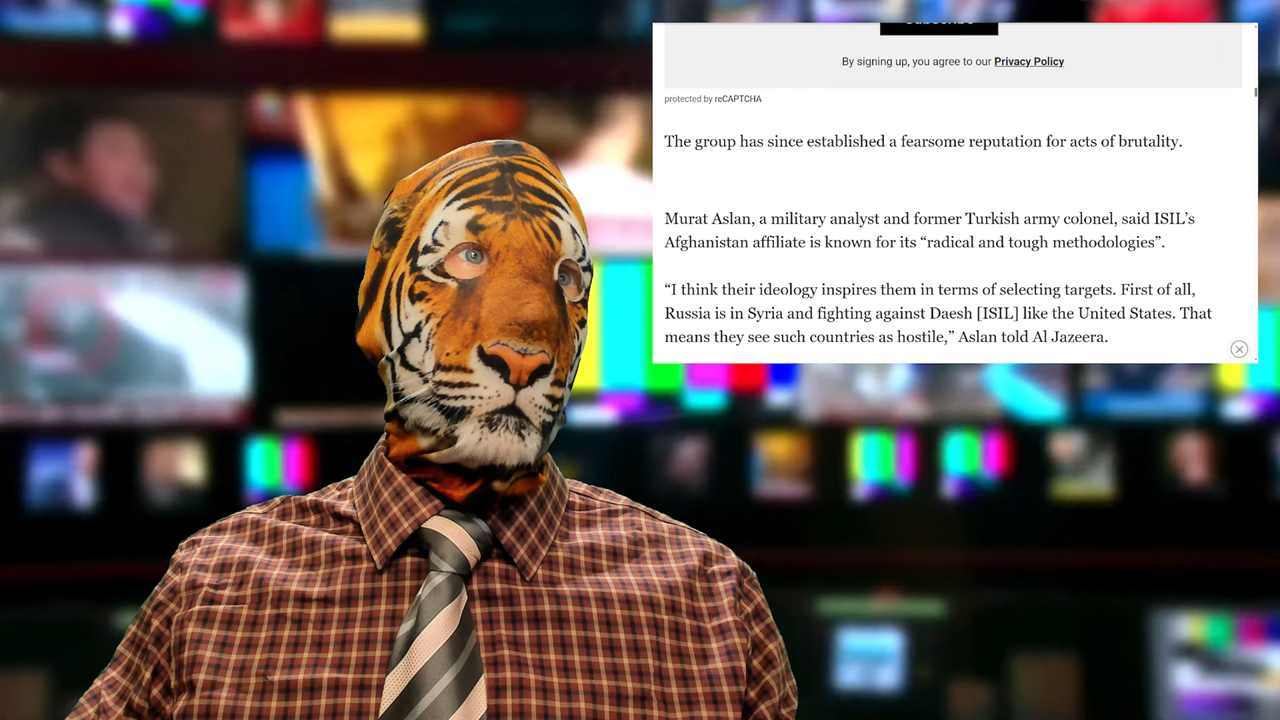 Subscribe
By signing up, you agree to our Privacy Policy
protected by reCAPTCHA
The group has since established a fearsome reputation for acts of brutality.
Murat Aslan, a military analyst and former Turkish army colonel, said ISIL’s
Afghanistan affiliate is known for its “radical and tough methodologies”.
“I think their ideology inspires them in terms of selecting targets. First of all,
Russia is in Syria and fighting against Daesh [ISIL] like the United States. That
means they see such countries as hostile,” Aslan told Al Jazeera.